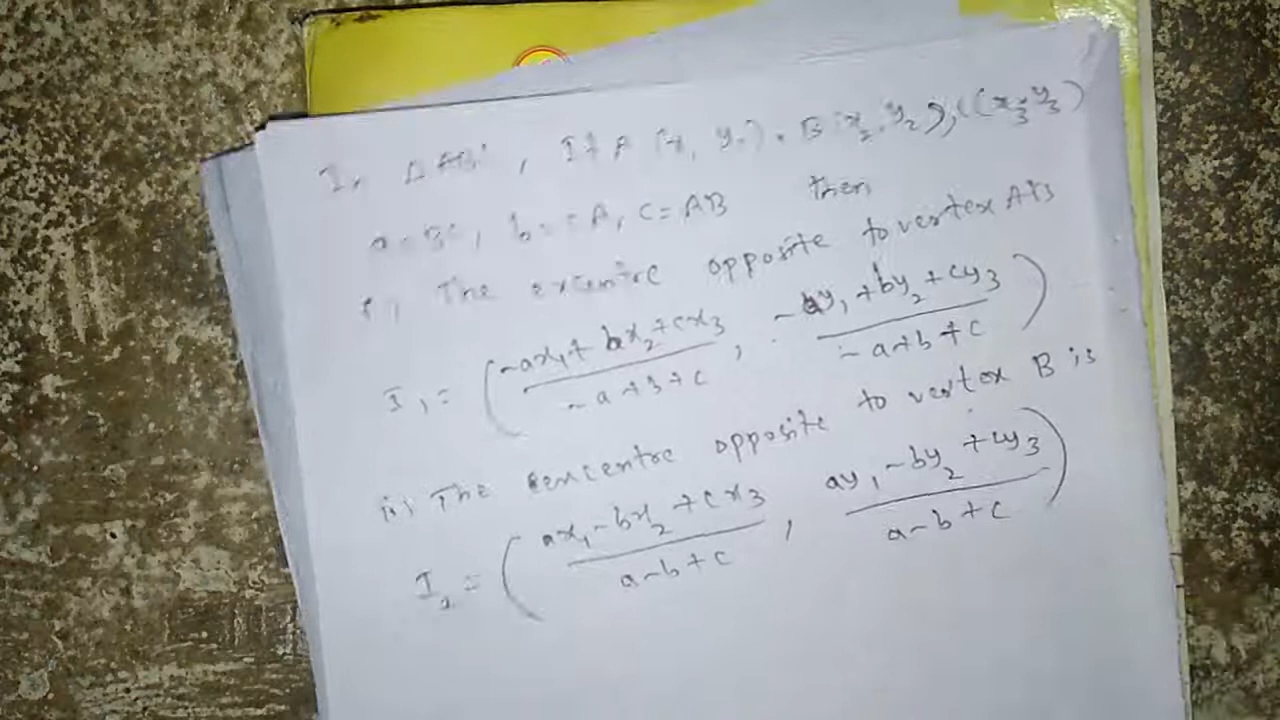 In Δ ABC, If A (x₁ y₁), B(x₂, y₂), C(x₃ y₃)
a = BC, b = CA, c = AB then
i) The excentre opposite to vertex A is
I₁ = ( (-ax₁ + bx₂ + cx₃)/(-a + b + c), (-ay₁ + by₂ + cy₃)/(-a + b + c) )
ii) The excentre opposite to vertex B is
I₂ = ( (ax₁ - bx₂ + cx₃)/(a - b + c), (ay₁ - by₂ + cy₃)/(a - b + c) )